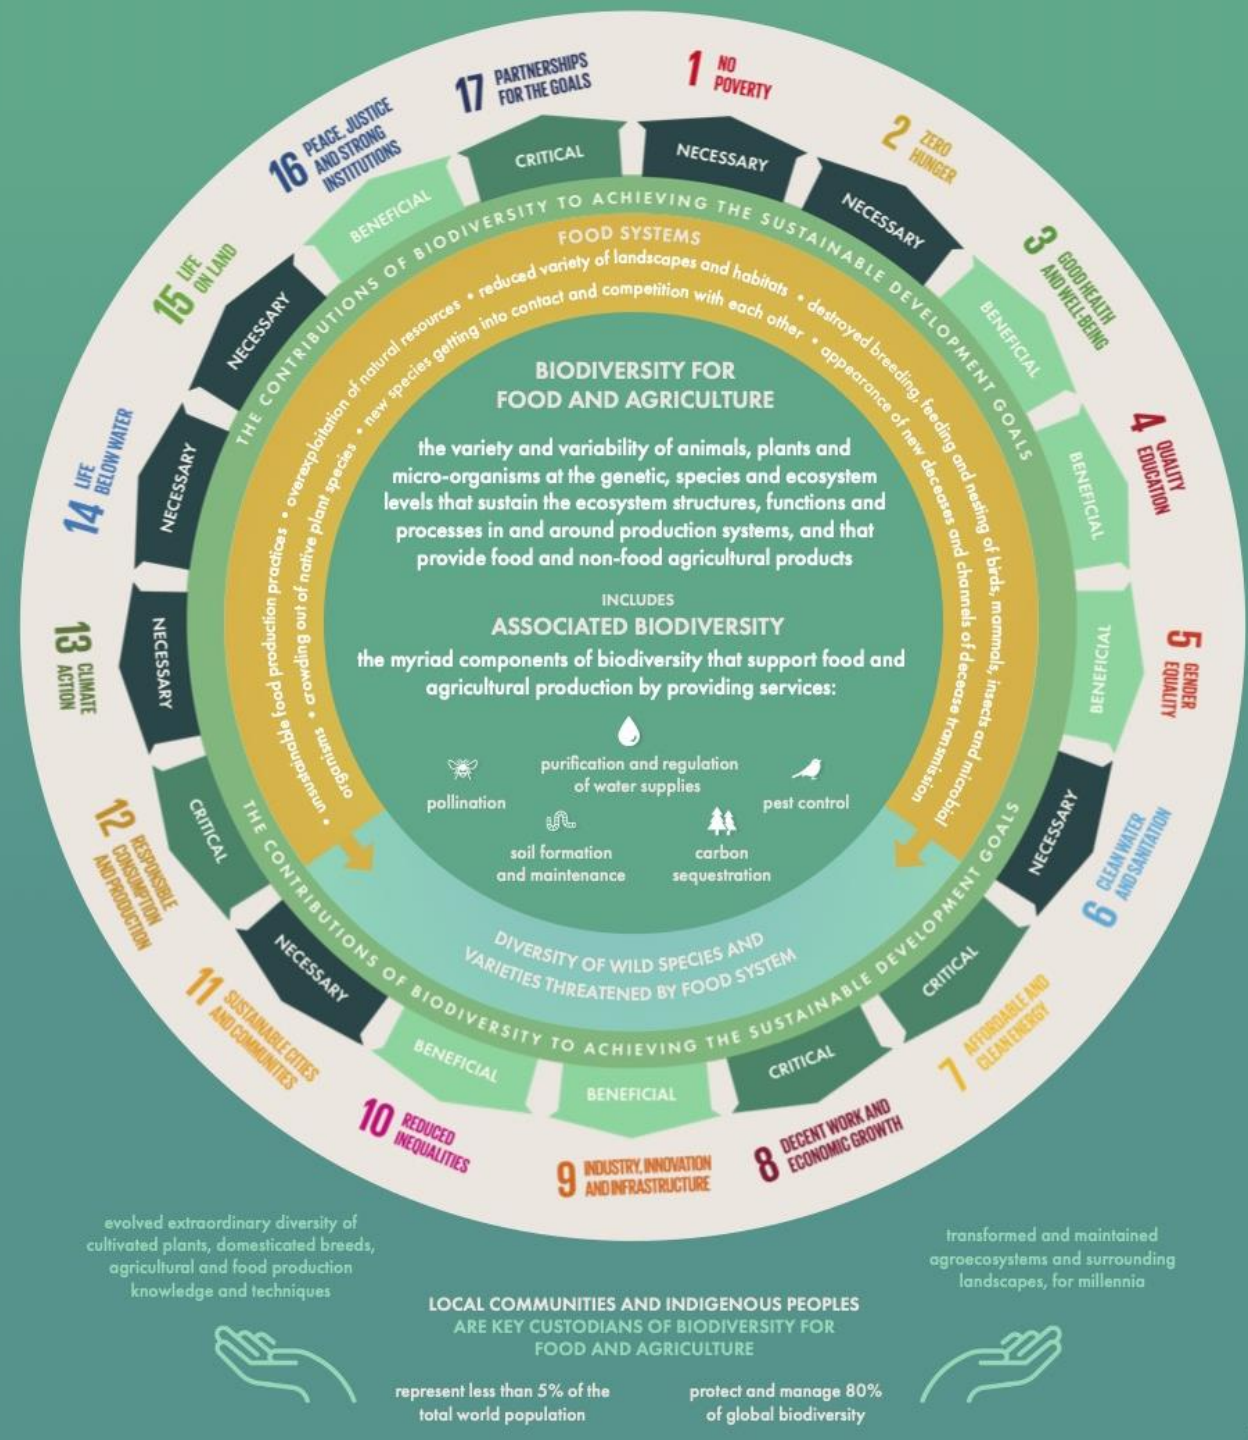 17 PARTNERSHIPS
FOR THE GOALS
1 NO
POVERTY
2 ZERO
HUNGER
3 GOOD HEALTH
AND WELL-BEING
4 QUALITY
EDUCATION
5 GENDER
EQUALITY
6 CLEAN WATER
AND SANITATION
7 AFFORDABLE AND
CLEAN ENERGY
8 DECENT WORK AND
ECONOMIC GROWTH
9 INDUSTRY, INNOVATION
AND INFRASTRUCTURE
10 REDUCED
INEQUALITIES
11 SUSTAINABLE CITIES
AND COMMUNITIES
12 RESPONSIBLE
CONSUMPTION
AND PRODUCTION
13 CLIMATE
ACTION
14 LIFE
BELOW WATER
15 LIFE
ON LAND
16 PEACE, JUSTICE
AND STRONG
INSTITUTIONS
CRITICAL
NECESSARY
NECESSARY
BENEFICIAL
BENEFICIAL
BENEFICIAL
NECESSARY
CRITICAL
CRITICAL
BENEFICIAL
BENEFICIAL
NECESSARY
CRITICAL
NECESSARY
NECESSARY
NECESSARY
BENEFICIAL
THE CONTRIBUTIONS OF BIODIVERSITY TO ACHIEVING THE SUSTAINABLE DEVELOPMENT GOALS
FOOD SYSTEMS
• unsustainable food production practices • overexploitation of natural resources • reduced variety of landscapes and habitats • destroyed breeding, feeding and nesting of birds, mammals, insects and microbial
organisms • crowding out of native plant species • new species getting into contact and competition with each other • appearance of new deceases and channels of decease transmission
BIODIVERSITY FOR
FOOD AND AGRICULTURE
the variety and variability of animals, plants and
micro-organisms at the genetic, species and ecosystem
levels that sustain the ecosystem structures, functions and
processes in and around production systems, and that
provide food and non-food agricultural products
INCLUDES
ASSOCIATED BIODIVERSITY
the myriad components of biodiversity that support food and
agricultural production by providing services:
pollination
purification and regulation
of water supplies
pest control
soil formation
and maintenance
carbon
sequestration
DIVERSITY OF WILD SPECIES AND
VARIETIES THREATENED BY FOOD SYSTEM
THE CONTRIBUTIONS OF BIODIVERSITY TO ACHIEVING THE SUSTAINABLE DEVELOPMENT GOALS
evolved extraordinary diversity of
cultivated plants, domesticated breeds,
agricultural and food production
knowledge and techniques
transformed and maintained
agroecosystems and surrounding
landscapes, for millennia
LOCAL COMMUNITIES AND INDIGENOUS PEOPLES
ARE KEY CUSTODIANS OF BIODIVERSITY FOR
FOOD AND AGRICULTURE
represent less than 5% of the
total world population
protect and manage 80%
of global biodiversity